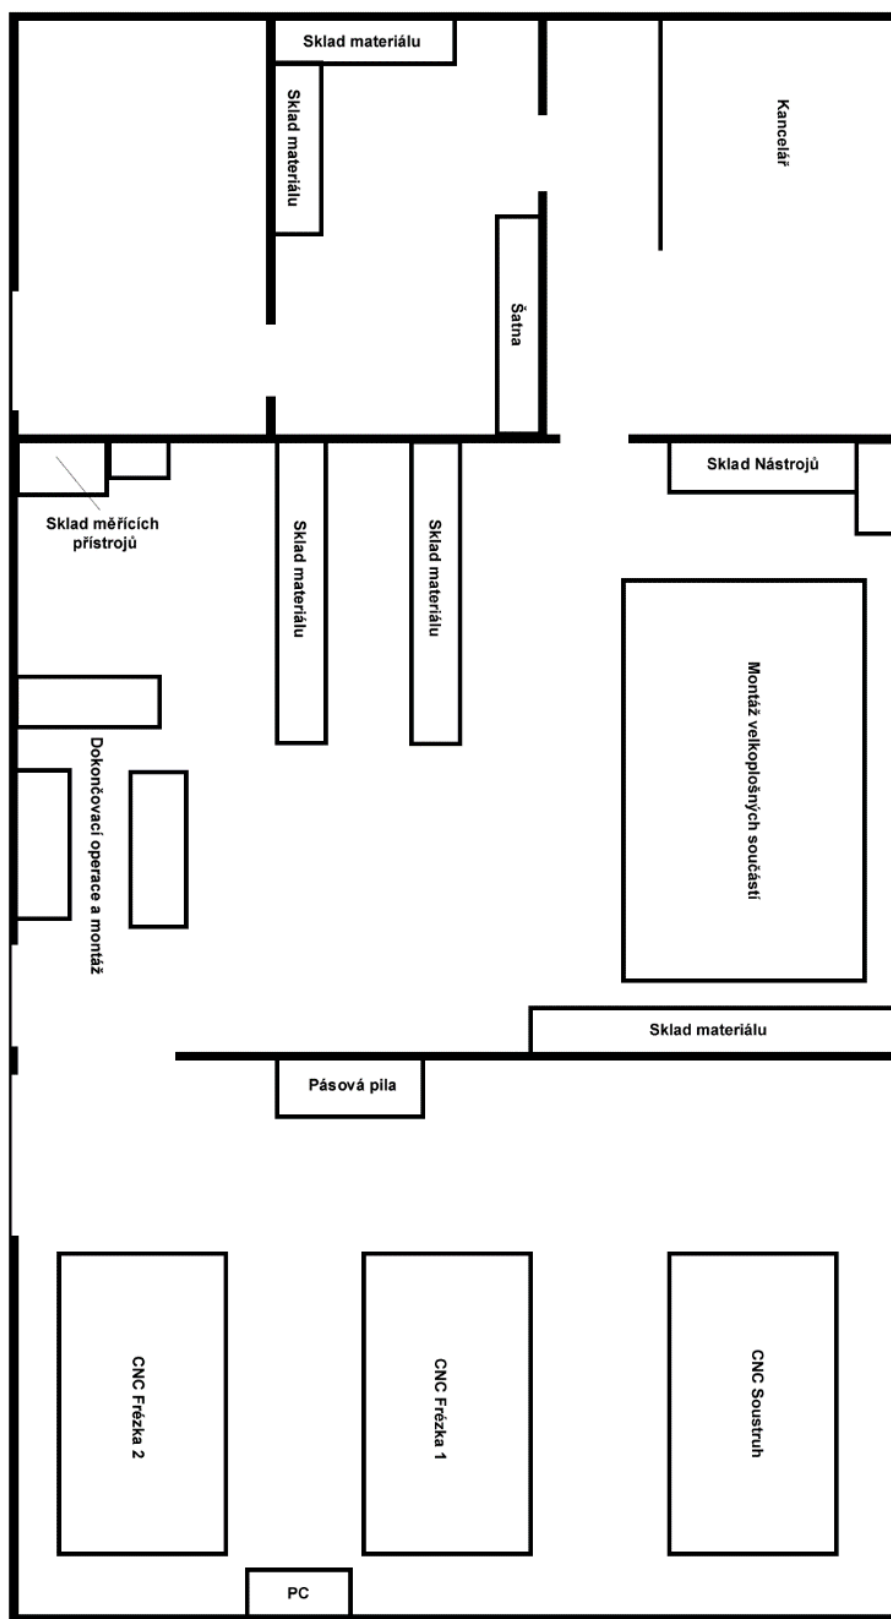 Sklad materiálu
Sklad materiálu
Kancelář
Šatna
Sklad Nástrojů
Sklad měřících
přístrojů
Sklad materiálu
Sklad materiálu
Montáž velkoplošných součástí
Dokončovací operace a montáž
Sklad materiálu
Pásová pila
CNC Frézka 2
CNC Frézka 1
CNC Soustruh
PC